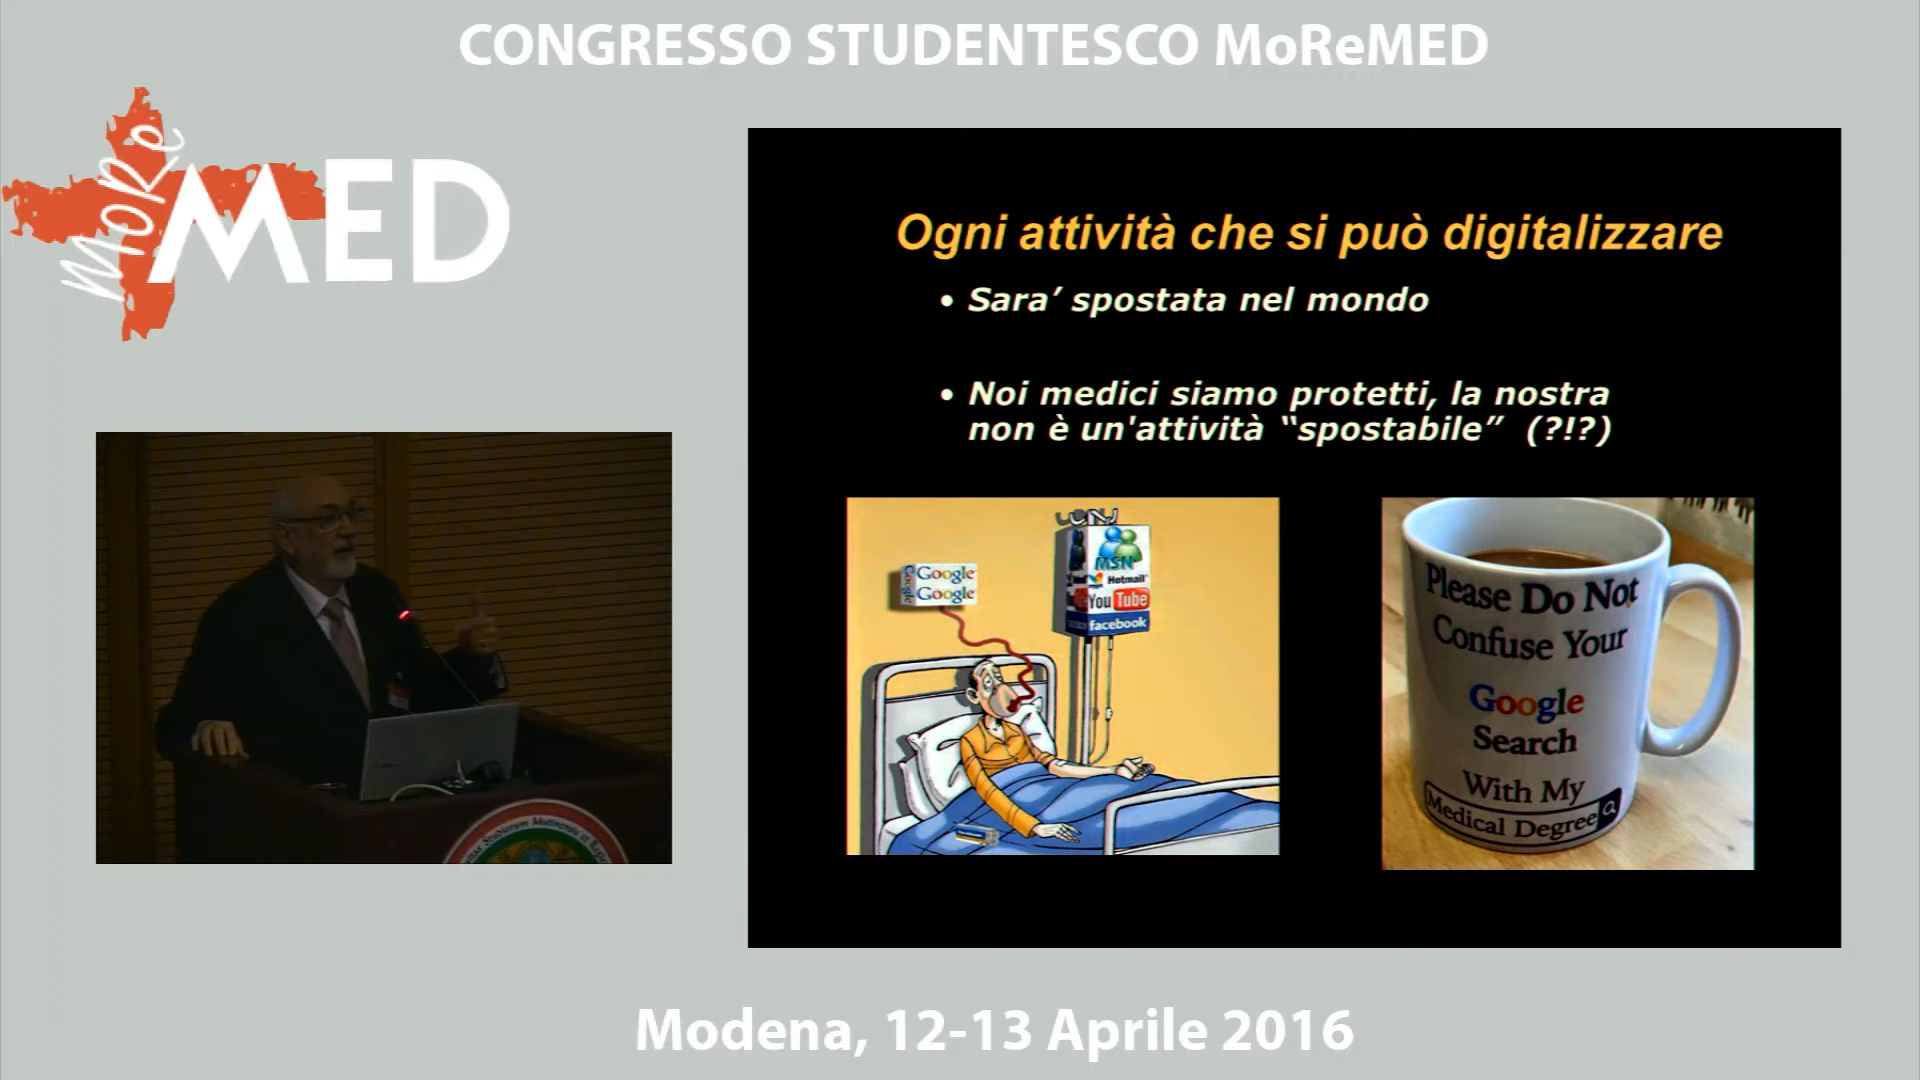 CONGRESSO STUDENTESCO MoReMED
MoRe
MED
Ogni attività che si può digitalizzare
• Sara’ spostata nel mondo
• Noi medici siamo protetti, la nostra
non è un'attività “spostabile” (?!?)
Google
Google
Google
MSN
Hotmail
YouTube
facebook
Please Do Not
Confuse Your
Google
Search
With My
Medical Degree
Modena, 12-13 Aprile 2016